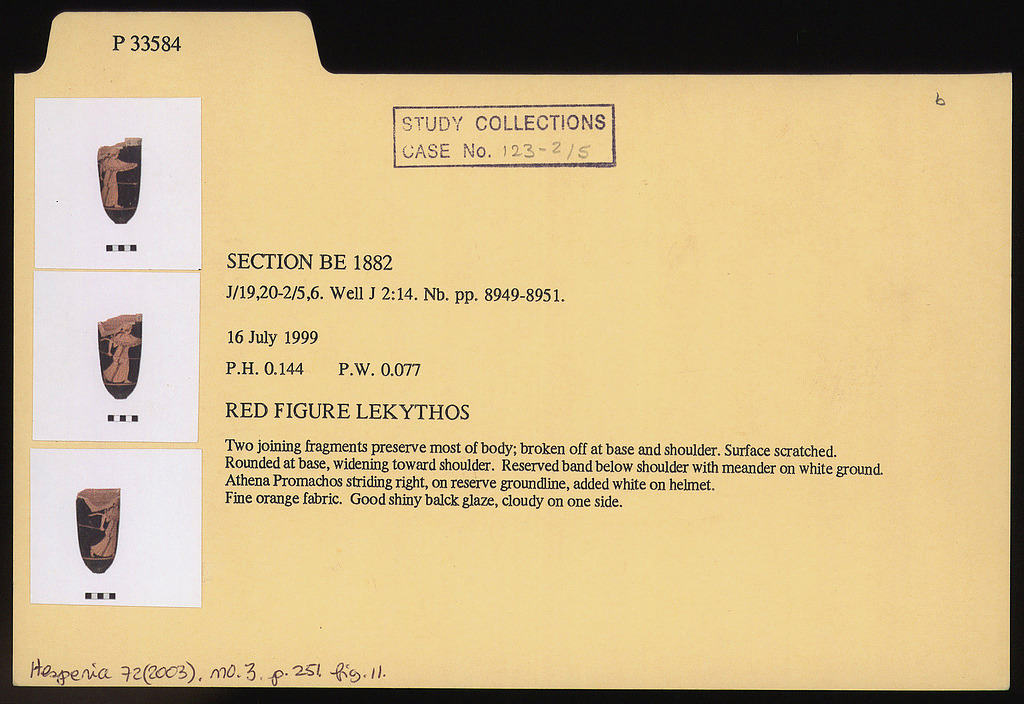 P 33584
b
STUDY COLLECTIONS
CASE No. 123-2/5
SECTION BE 1882
J/19,20-2/5,6. Well J 2:14. Nb. pp. 8949-8951.
16 July 1999
P.H. 0.144 P.W. 0.077
RED FIGURE LEKYTHOS
Two joining fragments preserve most of body; broken off at base and shoulder. Surface scratched.
Rounded at base, widening toward shoulder. Reserved band below shoulder with meander on white ground.
Athena Promachos striding right, on reserve groundline, added white on helmet.
Fine orange fabric. Good shiny balck glaze, cloudy on one side.
Hesperia 72(2003), no. 3, p. 251, fig. 11.